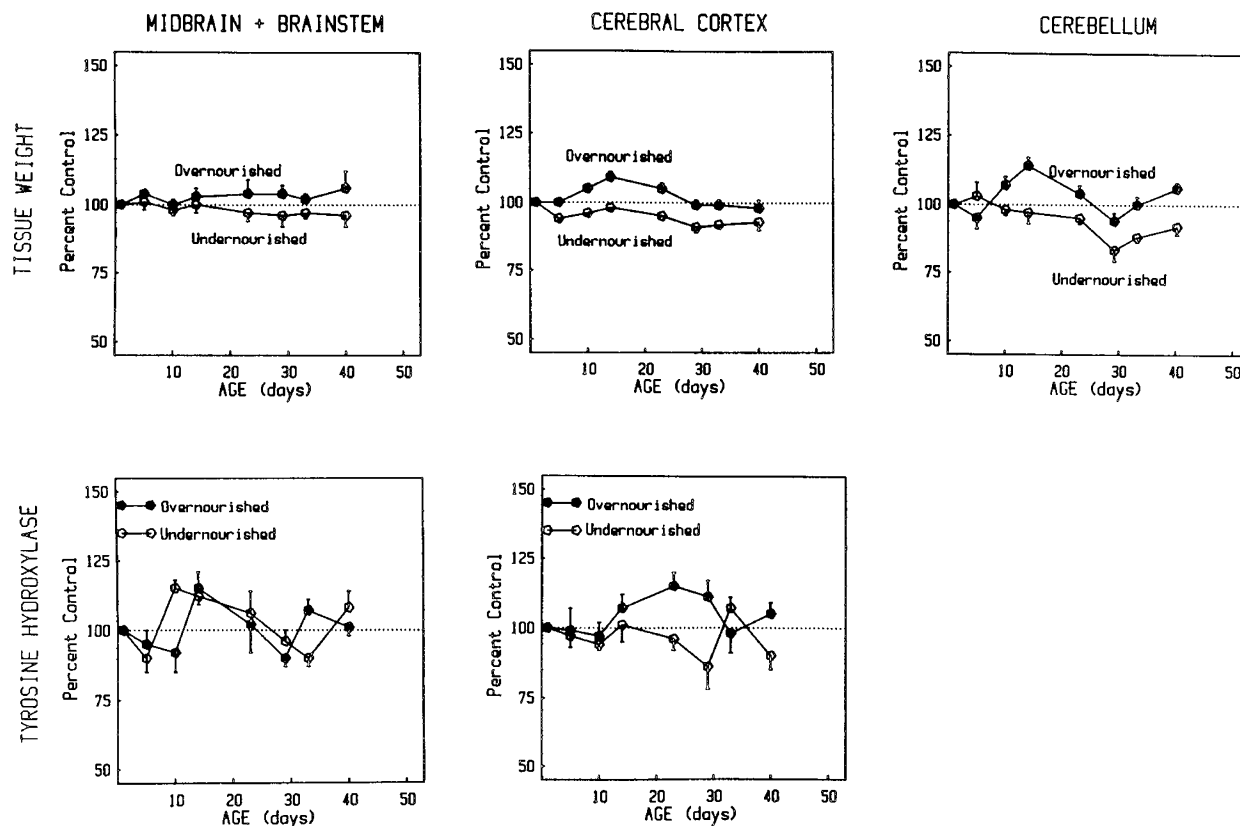 MIDBRAIN + BRAINSTEM
CEREBRAL CORTEX
CEREBELLUM
TISSUE WEIGHT
Percent Control
150
125
100
75
50
Overnourished
Undernourished
10 20 30 40 50
AGE (days)
Percent Control
150
125
100
75
50
Overnourished
Undernourished
10 20 30 40 50
AGE (days)
Percent Control
150
125
100
75
50
Overnourished
Undernourished
10 20 30 40 50
AGE (days)
TYROSINE HYDROXYLASE
Percent Control
150
125
100
75
50
Overnourished
Undernourished
10 20 30 40 50
AGE (days)
Percent Control
150
125
100
75
50
Overnourished
Undernourished
10 20 30 40 50
AGE (days)